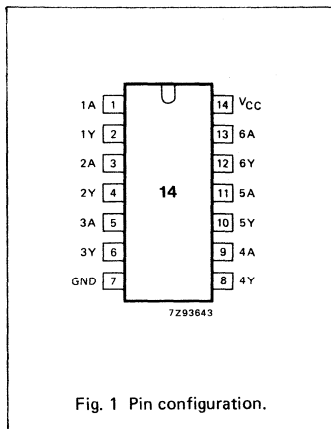 1A 1 14 VCC
1Y 2 13 6A
2A 3 12 6Y
2Y 4 14 11 5A
3A 5 10 5Y
3Y 6 9 4A
GND 7 8 4Y
7Z93643
Fig. 1 Pin configuration.